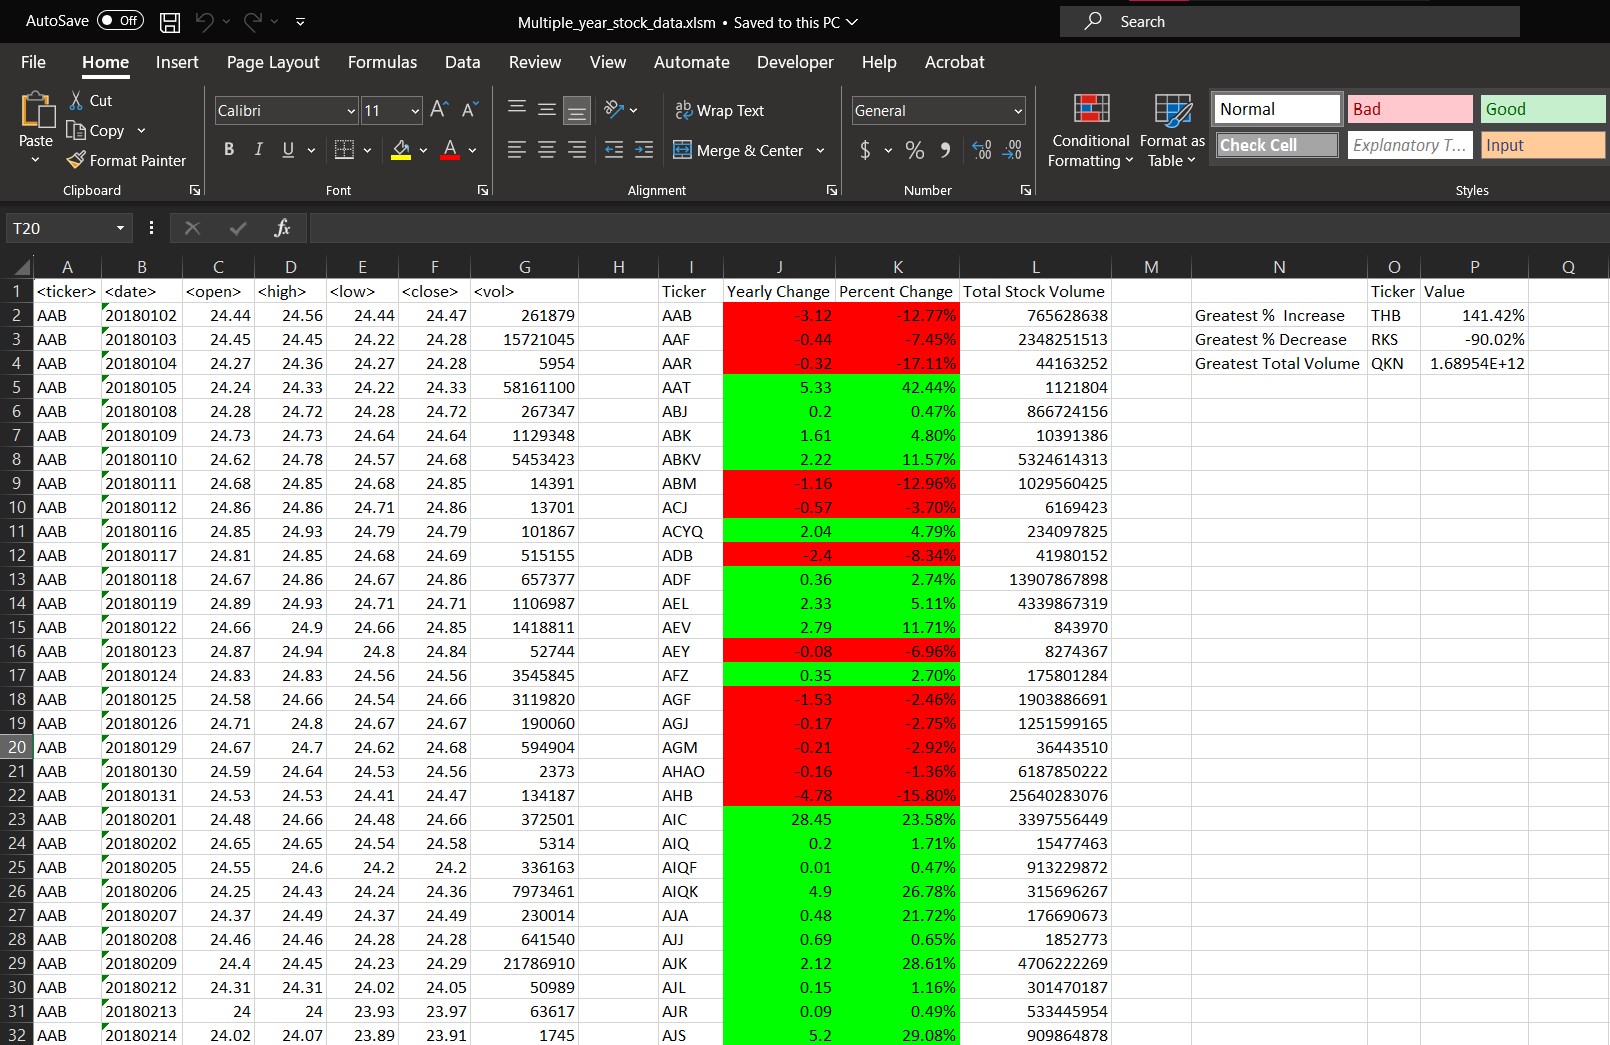 AutoSave Off Multiple_year_stock_data.xlsm • Saved to this PC Search
File Home Insert Page Layout Formulas Data Review View Automate Developer Help Acrobat
Paste
Cut
Copy
Format Painter
Clipboard
Calibri 11
B I U A
Font
Wrap Text
Merge & Center
Alignment
General
$ % 9 .00 .00
Number
Conditional Formatting
Format as Table
Normal Bad Good
Check Cell Explanatory T... Input
Styles
T20 fx
A B C D E F G H I J K L M N O P Q
1 <ticker> <date> <open> <high> <low> <close> <vol> Ticker Yearly Change Percent Change Total Stock Volume Ticker Value
2 AAB 20180102 24.44 24.56 24.44 24.47 261879 AAB -3.12 -12.77% 765628638 Greatest % Increase THB 141.42%
3 AAB 20180103 24.45 24.45 24.22 24.28 15721045 AAF -0.44 -7.45% 2348251513 Greatest % Decrease RKS -90.02%
4 AAB 20180104 24.27 24.36 24.27 24.28 5954 AAR -0.32 -17.11% 44163252 Greatest Total Volume QKN 1.68954E+12
5 AAB 20180105 24.24 24.33 24.22 24.33 58161100 AAT 5.33 42.44% 1121804
6 AAB 20180108 24.28 24.72 24.28 24.72 267347 ABJ 0.2 0.47% 866724156
7 AAB 20180109 24.73 24.73 24.64 24.64 1129348 ABK 1.61 4.80% 10391386
8 AAB 20180110 24.62 24.78 24.57 24.68 5453423 ABKV 2.22 11.57% 5324614313
9 AAB 20180111 24.68 24.85 24.68 24.85 14391 ABM -1.16 -12.96% 1029560425
10 AAB 20180112 24.86 24.86 24.71 24.86 13701 ACJ -0.57 -3.70% 6169423
11 AAB 20180116 24.85 24.93 24.79 24.79 101867 ACYQ 2.04 4.79% 234097825
12 AAB 20180117 24.81 24.85 24.68 24.69 515155 ADB -2.4 -8.34% 41980152
13 AAB 20180118 24.67 24.86 24.67 24.86 657377 ADF 0.36 2.74% 13907867898
14 AAB 20180119 24.89 24.93 24.71 24.71 1106987 AEL 2.33 5.11% 4339867319
15 AAB 20180122 24.66 24.9 24.66 24.85 1418811 AEV 2.79 11.71% 843970
16 AAB 20180123 24.87 24.94 24.8 24.84 52744 AEY -0.08 -6.96% 8274367
17 AAB 20180124 24.83 24.83 24.56 24.56 3545845 AFZ 0.35 2.70% 175801284
18 AAB 20180125 24.58 24.66 24.54 24.66 3119820 AGF -1.53 -2.46% 1903886691
19 AAB 20180126 24.71 24.8 24.67 24.67 190060 AGJ -0.17 -2.75% 1251599165
20 AAB 20180129 24.67 24.7 24.62 24.68 594904 AGM -0.21 -2.92% 36443510
21 AAB 20180130 24.59 24.64 24.53 24.56 2373 AHAO -0.16 -1.36% 6187850222
22 AAB 20180131 24.53 24.53 24.41 24.47 134187 AHB -4.78 -15.80% 25640283076
23 AAB 20180201 24.48 24.66 24.48 24.66 372501 AIC 28.45 23.58% 3397556449
24 AAB 20180202 24.65 24.65 24.54 24.58 5314 AIQ 0.2 1.71% 15477463
25 AAB 20180205 24.55 24.6 24.2 24.2 336163 AIQF 0.01 0.47% 913229872
26 AAB 20180206 24.25 24.43 24.24 24.36 7973461 AIQK 4.9 26.78% 315696267
27 AAB 20180207 24.37 24.49 24.37 24.49 230014 AJA 0.48 21.72% 176690673
28 AAB 20180208 24.46 24.46 24.28 24.28 641540 AJJ 0.69 0.65% 1852773
29 AAB 20180209 24.4 24.45 24.23 24.29 21786910 AJK 2.12 28.61% 4706222269
30 AAB 20180212 24.31 24.31 24.02 24.05 50989 AJL 0.15 1.16% 301470187
31 AAB 20180213 24 24 23.93 23.97 63617 AJR 0.09 0.49% 533445954
32 AAB 20180214 24.02 24.07 23.89 23.91 1745 AJS 5.2 29.08% 909864878